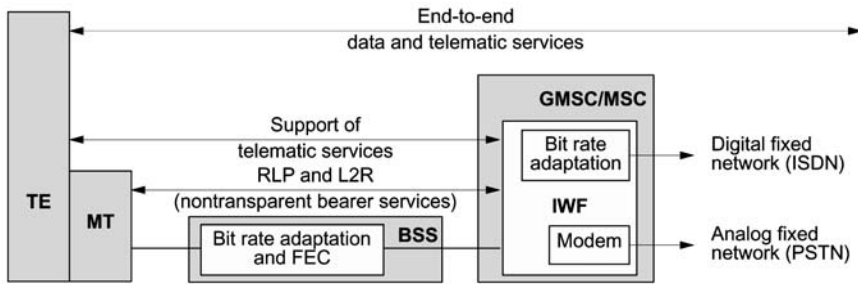 End-to-end
data and telematic services
GMSC/MSC
Support of
telematic services
Bit rate
adaptation
Digital fixed
network (ISDN)
RLP and L2R
(nontransparent bearer services)
TE
MT
IWF
BSS
Bit rate adaptation
and FEC
Modem
Analog fixed
network (PSTN)